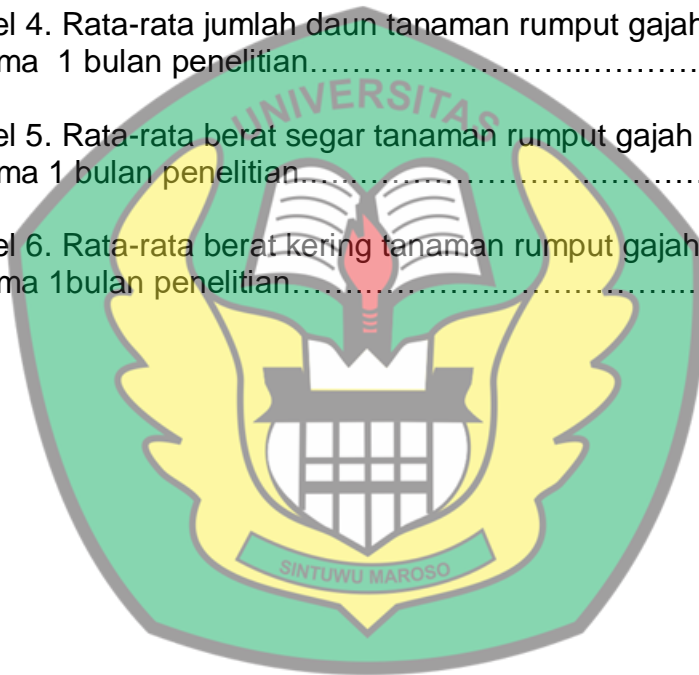 el 4. Rata-rata jumlah daun tanaman rumput gajah
ma 1 bulan penelitian……………………..…………
UNIVERSITAS
el 5. Rata-rata berat segar tanaman rumput gajah
ma 1 bulan penelitian……………………..…………
el 6. Rata-rata berat kering tanaman rumput gajah
ma 1bulan penelitian…………………..……………..
SINTUWU MAROSO